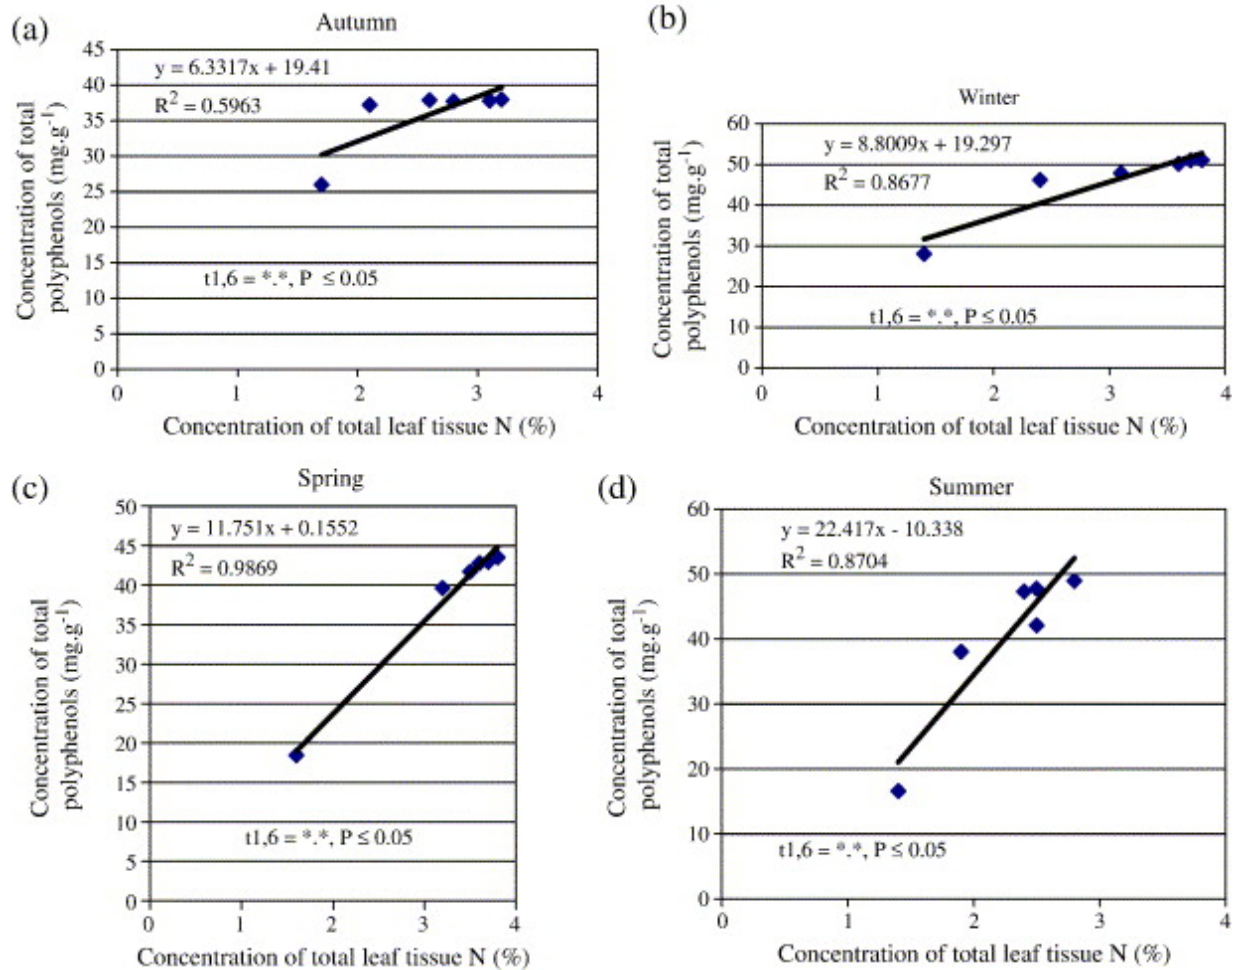 (a)
Autumn
y = 6.3317x + 19.41
R² = 0.5963
t1,6 = *.*, P ≤ 0.05
45
40
35
30
25
20
15
10
5
0
0 1 2 3 4
Concentration of total
polyphenols (mg.g⁻¹)
Concentration of total leaf tissue N (%)
(b)
Winter
y = 8.8009x + 19.297
R² = 0.8677
t1,6 = *.*, P ≤ 0.05
60
50
40
30
20
10
0
0 1 2 3 4
Concentration of total
polyphenols (mg.g⁻¹)
Concentration of total leaf tissue N (%)
(c)
Spring
y = 11.751x + 0.1552
R² = 0.9869
t1,6 = *.*, P ≤ 0.05
50
45
40
35
30
25
20
15
10
5
0
0 1 2 3 4
Concentration of total
polyphenols (mg.g⁻¹)
Concentration of total leaf tissue N (%)
(d)
Summer
y = 22.417x - 10.338
R² = 0.8704
t1,6 = *.*, P ≤ 0.05
60
50
40
30
20
10
0
0 1 2 3 4
Concentration of total
polyphenols (mg.g⁻¹)
Concentration of total leaf tissue N (%)